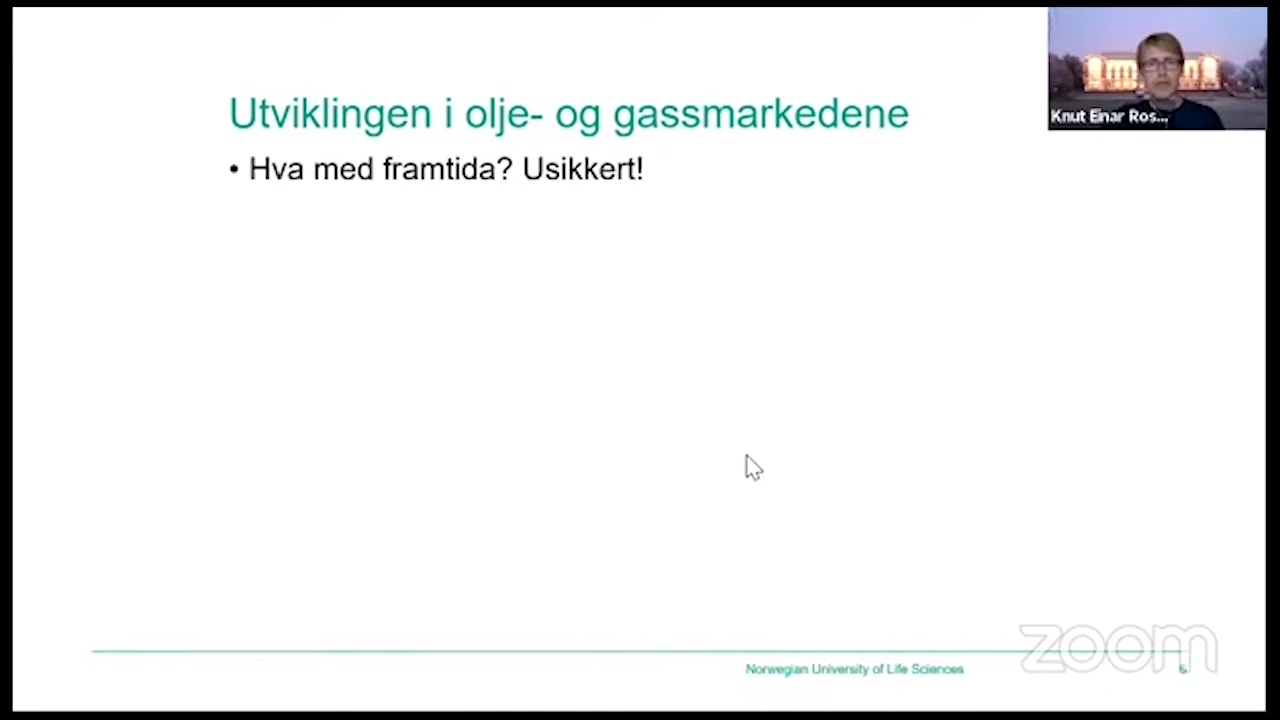 Utviklingen i olje- og gassmarkedene
• Hva med framtida? Usikkert!
Knut Einar Ros...
Norwegian University of Life Sciences
zoom